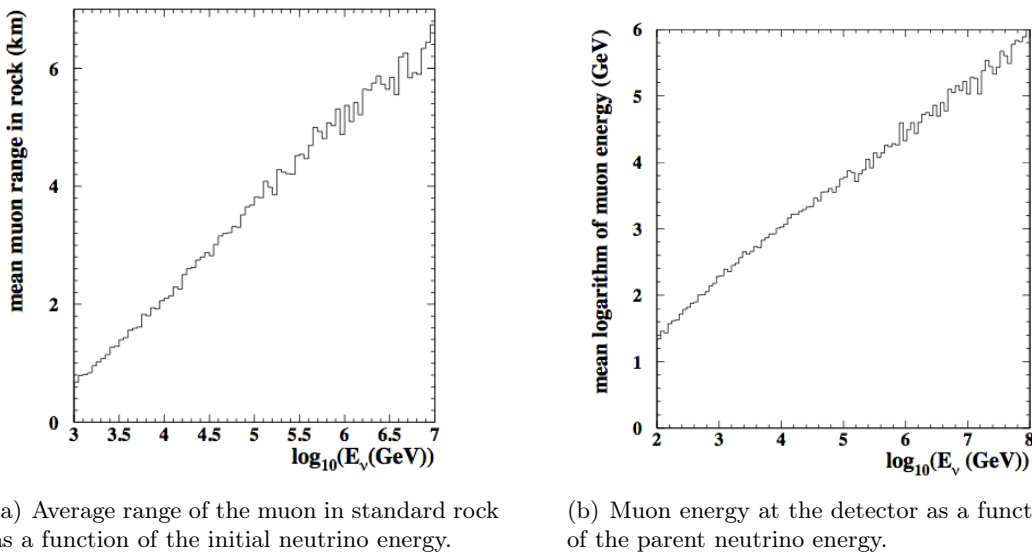 mean muon range in rock (km)
6
4
2
0
3 3.5 4 4.5 5 5.5 6 6.5 7
log10(Eν(GeV))
a) Average range of the muon in standard rock
as a function of the initial neutrino energy.
mean logarithm of muon energy (GeV)
6
5
4
3
2
1
0
2 3 4 5 6 7 8
log10(Eν (GeV))
(b) Muon energy at the detector as a funct
of the parent neutrino energy.